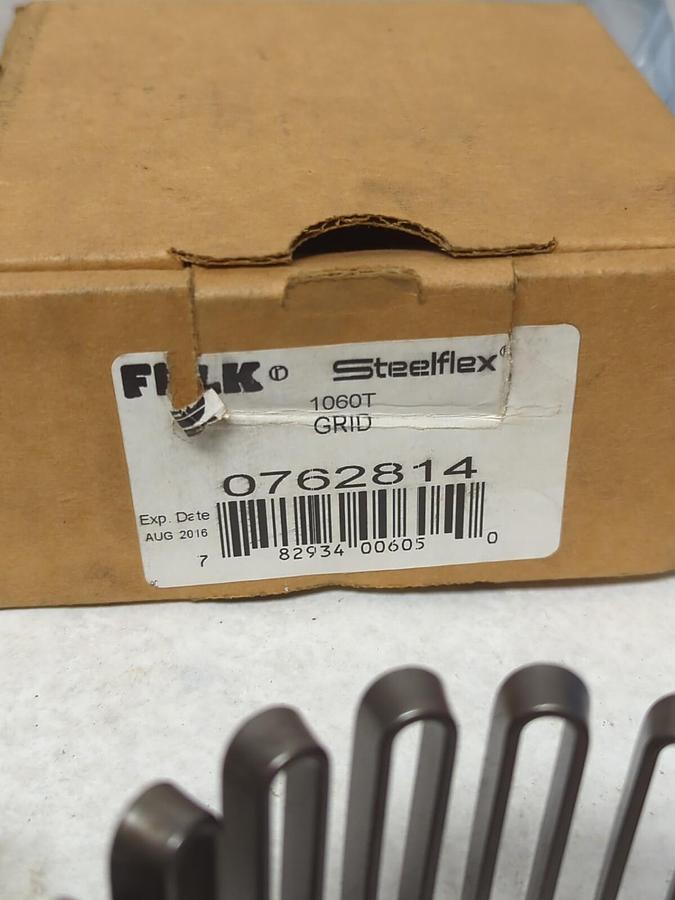 FALK® Steelflex®
1060T
GRID
0762814
Exp. Date
AUG 2016
7 82934 00605 0